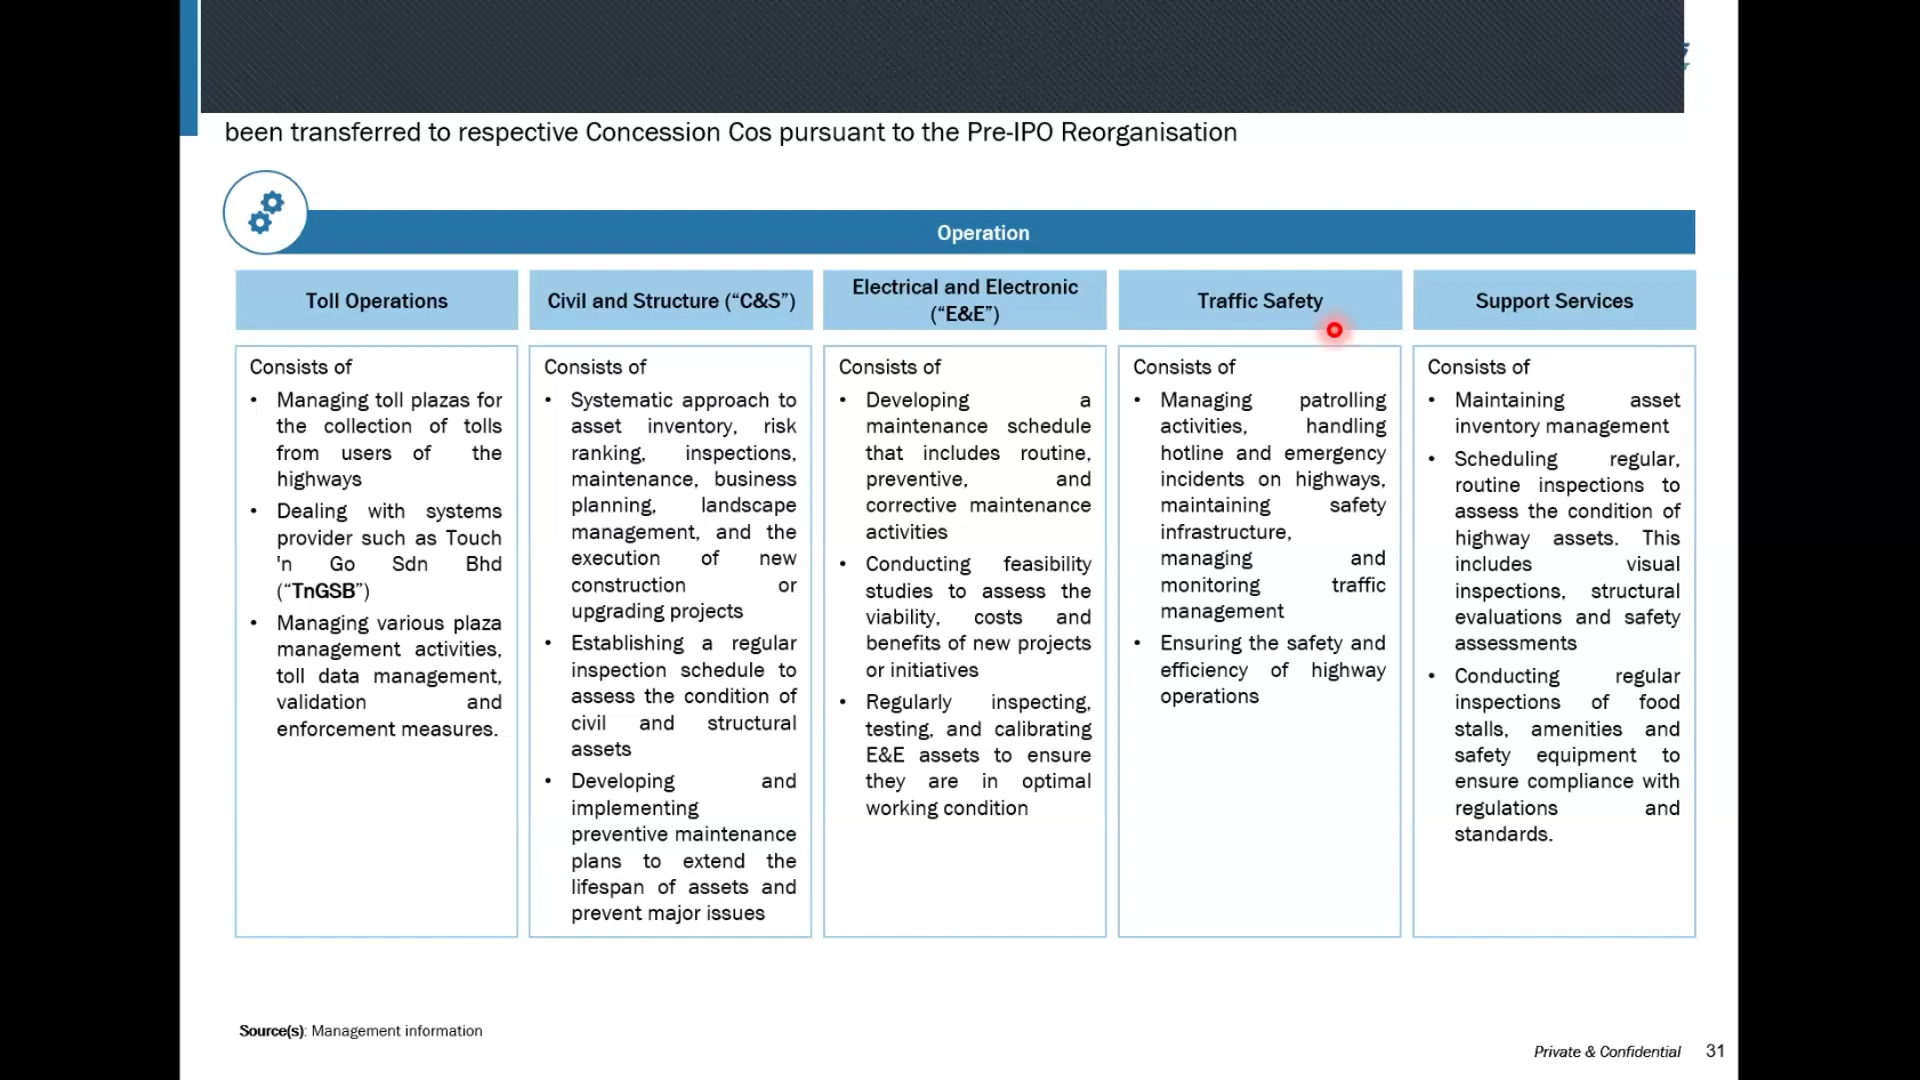 been transferred to respective Concession Cos pursuant to the Pre-IPO Reorganisation
Operation
Toll Operations
Consists of
• Managing toll plazas for
the collection of tolls
from users of the
highways
• Dealing with systems
provider such as Touch
'n Go Sdn Bhd
(“TnGSB”)
• Managing various plaza
management activities,
toll data management,
validation and
enforcement measures.
Civil and Structure (“C&S”)
Consists of
• Systematic approach to
asset inventory, risk
ranking, inspections,
maintenance, business
planning, landscape
management, and the
execution of new
construction or
upgrading projects
• Establishing a regular
inspection schedule to
assess the condition of
civil and structural
assets
• Developing and
implementing
preventive maintenance
plans to extend the
lifespan of assets and
prevent major issues
Electrical and Electronic
(“E&E”)
Consists of
• Developing a
maintenance schedule
that includes routine,
preventive, and
corrective maintenance
activities
• Conducting feasibility
studies to assess the
viability, costs and
benefits of new projects
or initiatives
• Regularly inspecting,
testing, and calibrating
E&E assets to ensure
they are in optimal
working condition
Traffic Safety
Consists of
• Managing patrolling
activities, handling
hotline and emergency
incidents on highways,
maintaining safety
infrastructure,
managing and
monitoring traffic
management
• Ensuring the safety and
efficiency of highway
operations
Support Services
Consists of
• Maintaining asset
inventory management
• Scheduling regular,
routine inspections to
assess the condition of
highway assets. This
includes visual
inspections, structural
evaluations and safety
assessments
• Conducting regular
inspections of food
stalls, amenities and
safety equipment to
ensure compliance with
regulations and
standards.
Source(s): Management information
Private & Confidential 31